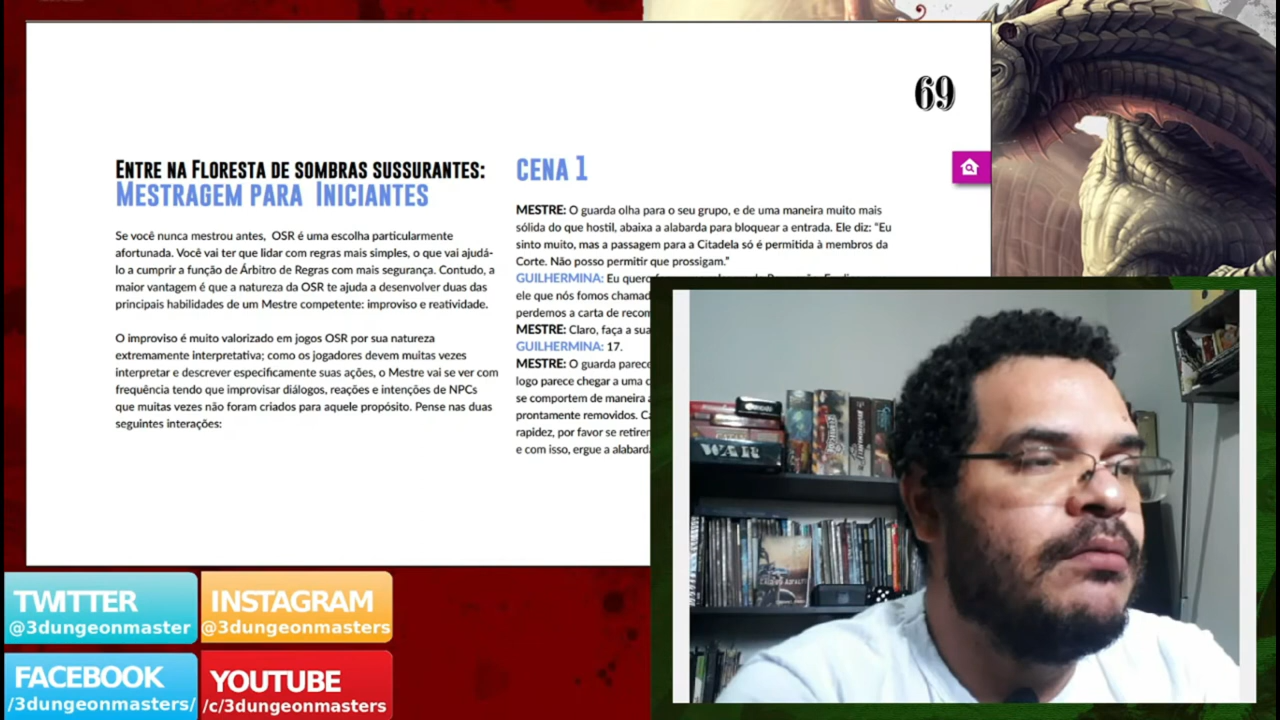 69
ENTRE NA FLORESTA DE SOMBRAS SUSSURANTES:
MESTRAGEM PARA INICIANTES
Se você nunca mestrou antes, OSR é uma escolha particularmente
afortunada. Você vai ter que lidar com regras mais simples, o que vai ajudá-
lo a cumprir a função de Árbitro de Regras com mais segurança. Contudo, a
maior vantagem é que a natureza da OSR te ajuda a desenvolver duas das
principais habilidades de um Mestre competente: improviso e reatividade.
O improviso é muito valorizado em jogos OSR por sua natureza
extremamente interpretativa; como os jogadores devem muitas vezes
interpretar e descrever especificamente suas ações, o Mestre vai se ver com
frequência tendo que improvisar diálogos, reações e intenções de NPCs
que muitas vezes não foram criados para aquele propósito. Pense nas duas
seguintes interações:
CENA 1
MESTRE: O guarda olha para o seu grupo, e de uma maneira muito mais
sólida do que hostil, abaixa a alabarda para bloquear a entrada. Ele diz: "Eu
sinto muito, mas a passagem para a Citadela só é permitida à membros da
Corte. Não posso permitir que prossigam."
GUILHERMINA: Eu quero
ele que nós fomos chamad
perdemos a carta de recom
MESTRE: Claro, faça a sua
GUILHERMINA: 17.
MESTRE: O guarda parece
logo parece chegar a uma c
se comportem de maneira a
prontamente removidos. Ca
rapidez, por favor se retirem
e com isso, ergue a alabarda
WAR
TWITTER
@3dungeonmaster
INSTAGRAM
@3dungeonmasters
FACEBOOK
/3dungeonmasters/
YOUTUBE
/c/3dungeonmasters